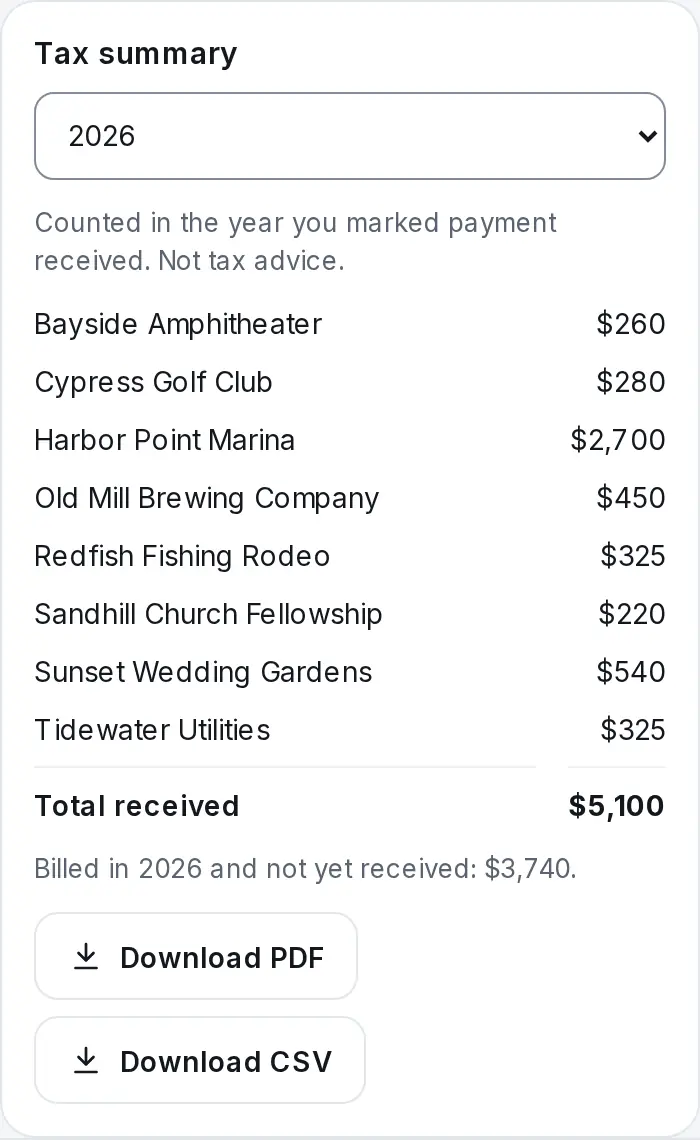 Tax summary
2026
Counted in the year you marked payment
received. Not tax advice.
Bayside Amphitheater $260
Cypress Golf Club $280
Harbor Point Marina $2,700
Old Mill Brewing Company $450
Redfish Fishing Rodeo $325
Sandhill Church Fellowship $220
Sunset Wedding Gardens $540
Tidewater Utilities $325
Total received $5,100
Billed in 2026 and not yet received: $3,740.
Download PDF
Download CSV